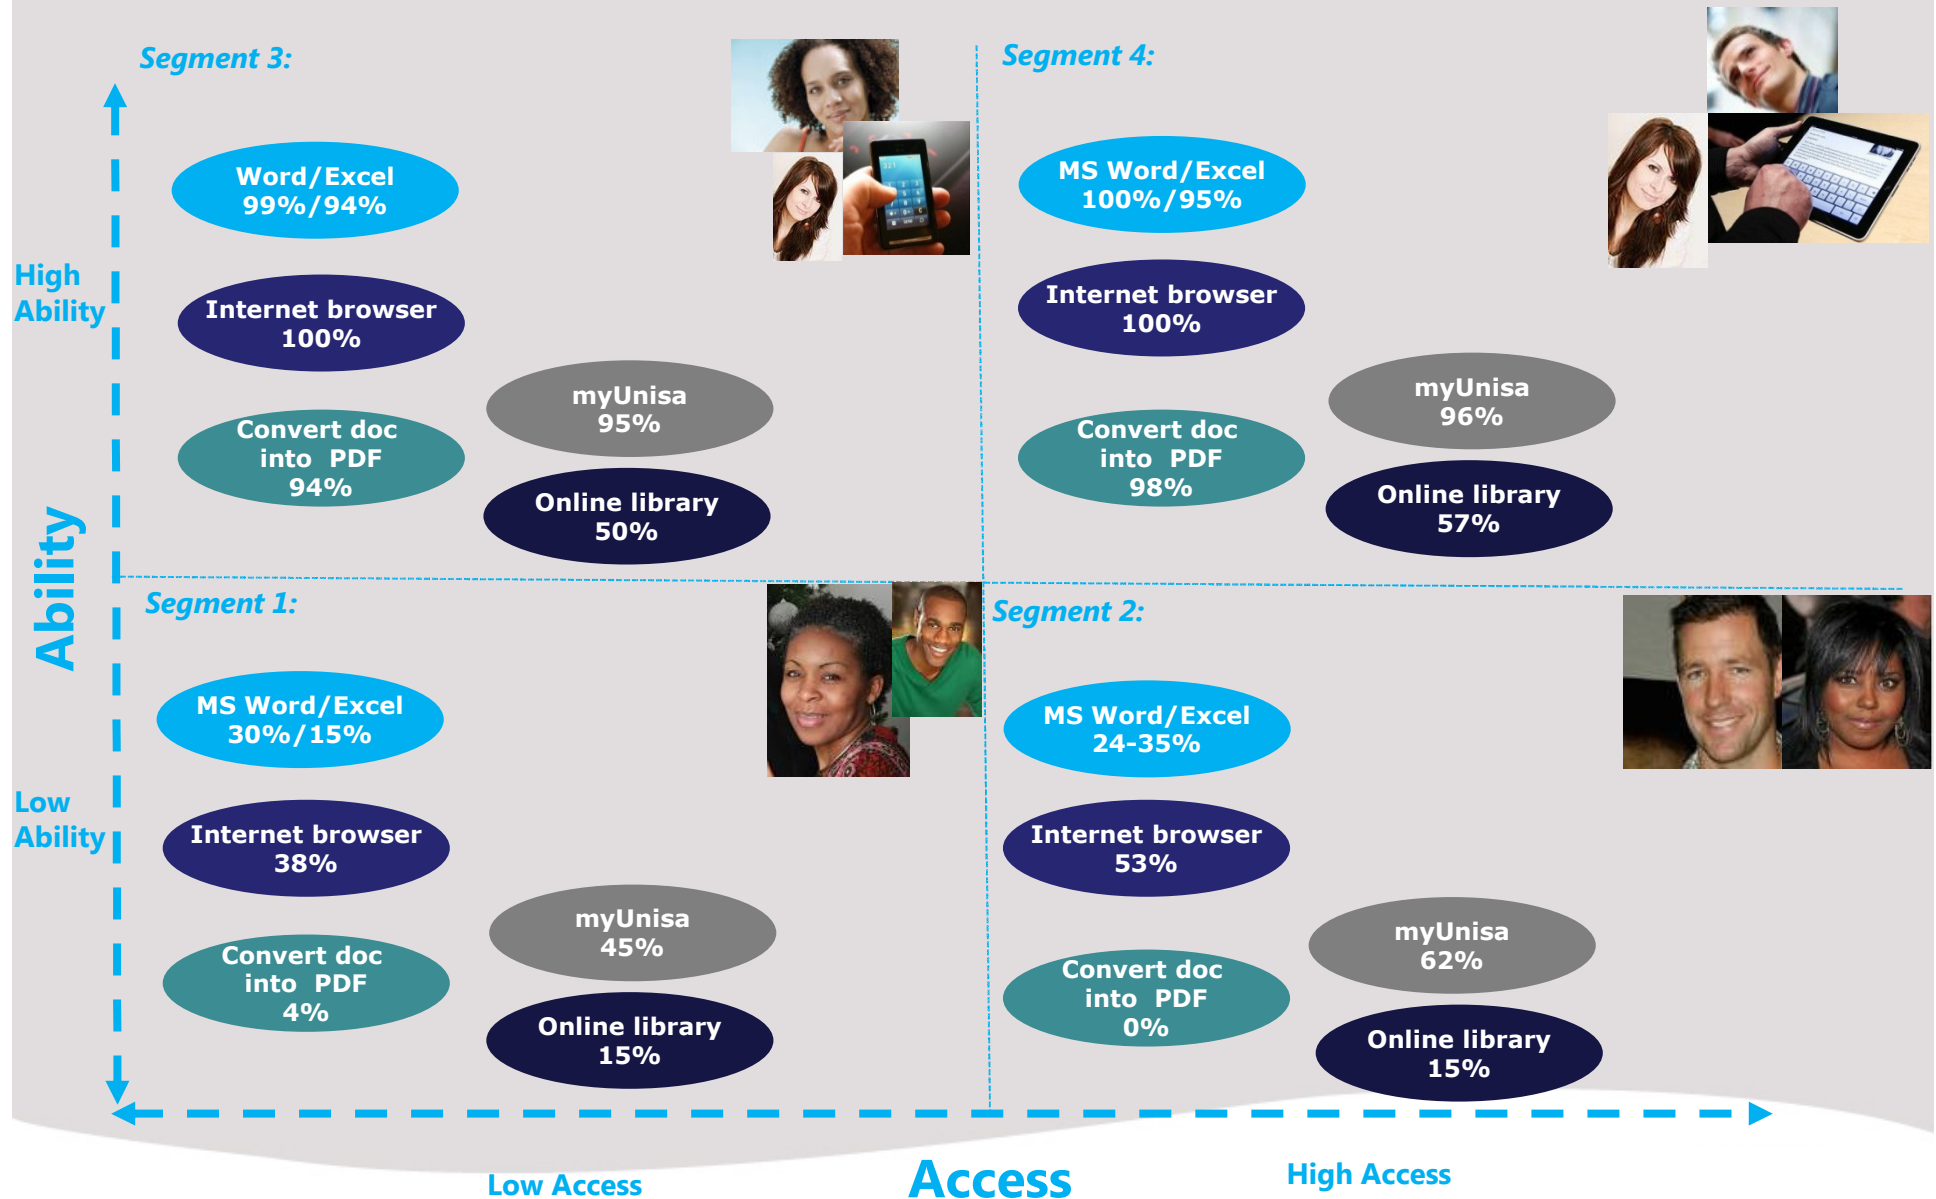 Segment 3:
Word/Excel
99%/94%
Internet browser
100%
Convert doc
into PDF
94%
myUnisa
95%
Online library
50%
Segment 4:
MS Word/Excel
100%/95%
Internet browser
100%
Convert doc
into PDF
98%
myUnisa
96%
Online library
57%
High
Ability
Ability
Low
Ability
Segment 1:
MS Word/Excel
30%/15%
Internet browser
38%
Convert doc
into PDF
4%
myUnisa
45%
Online library
15%
Segment 2:
MS Word/Excel
24-35%
Internet browser
53%
Convert doc
into PDF
0%
myUnisa
62%
Online library
15%
Low Access
Access
High Access